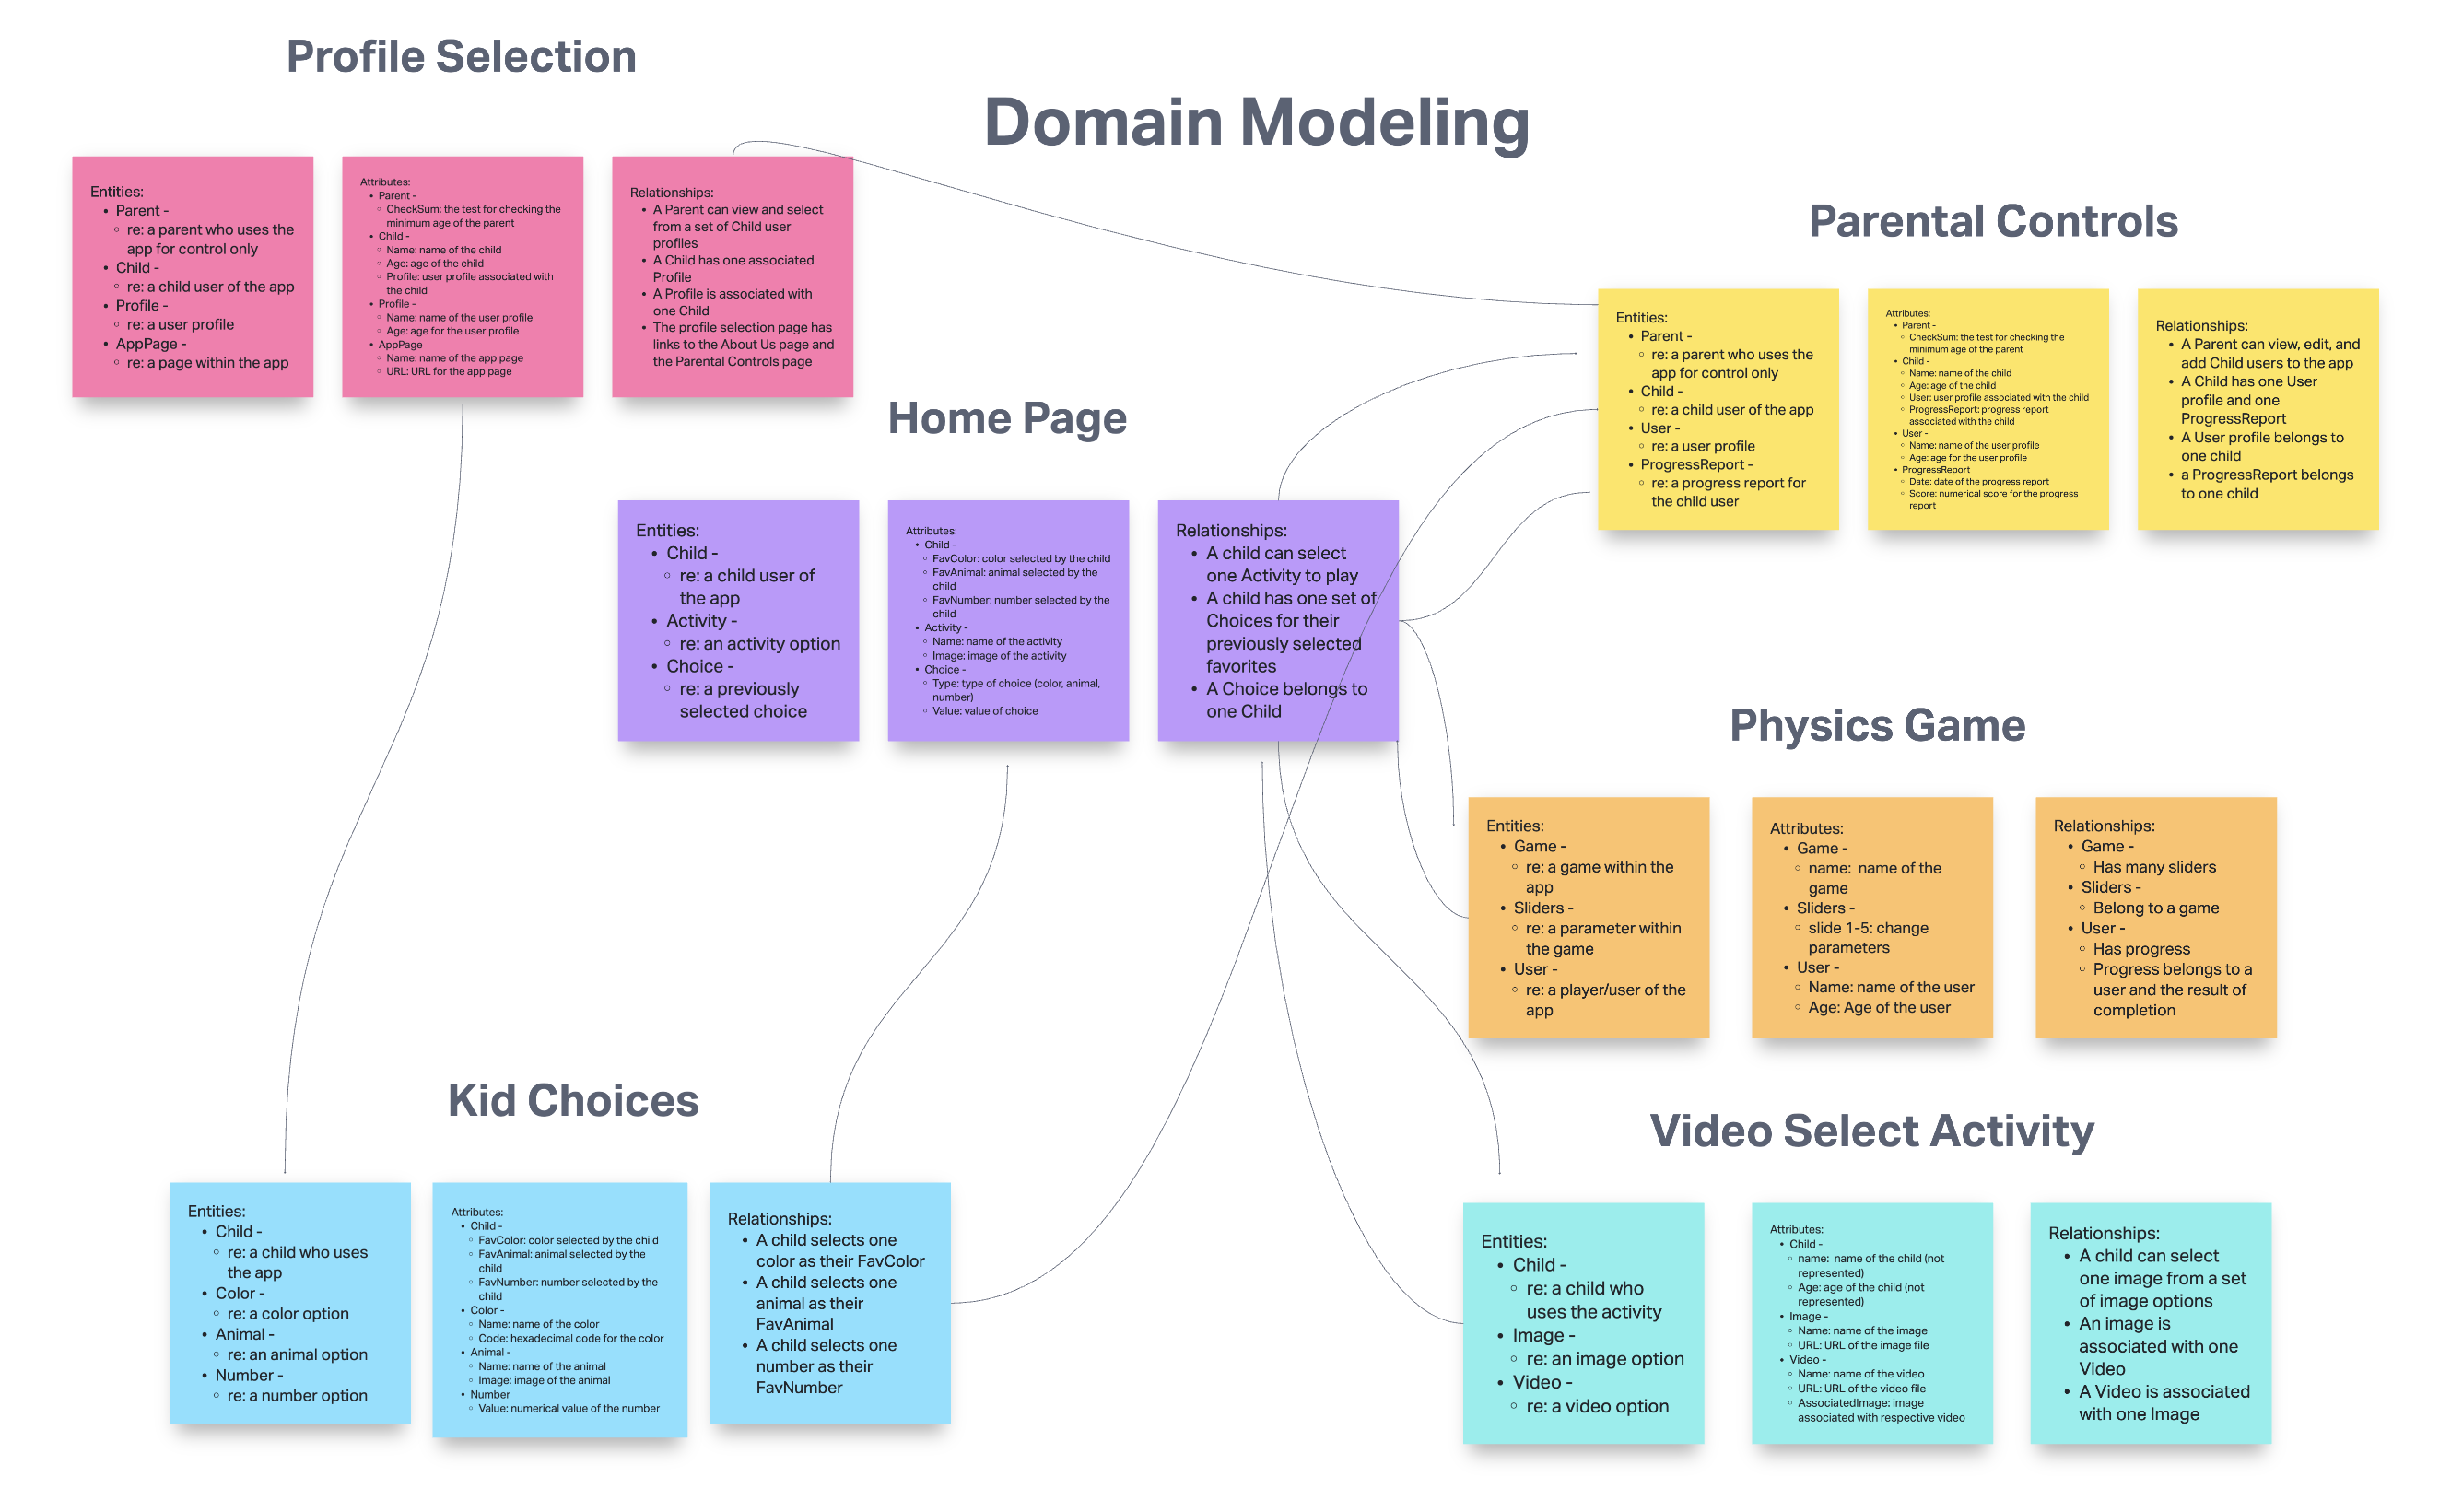 Profile Selection
Domain Modeling
Entities:
• Parent -
◦ re: a parent who uses the
app for control only
• Child -
◦ re: a child user of the app
• Profile -
◦ re: a user profile
• AppPage -
◦ re: a page within the app
Attributes:
• Parent -
◦ CheckSum: the test for checking the
minimum age of the parent
• Child -
◦ Name: name of the child
◦ Age: age of the child
◦ Profile: user profile associated with
the child
• Profile -
◦ Name: name of the user profile
◦ Age: age for the user profile
• AppPage
◦ Name: name of the app page
◦ URL: URL for the app page
Relationships:
• A Parent can view and select
from a set of Child user
profiles
• A Child has one associated
Profile
• A Profile is associated with
one Child
• The profile selection page has
links to the About Us page and
the Parental Controls page
Parental Controls
Entities:
• Parent -
◦ re: a parent who uses the
app for control only
• Child -
◦ re: a child user of the app
• User -
◦ re: a user profile
• ProgressReport -
◦ re: a progress report for
the child user
Attributes:
• Parent -
◦ CheckSum: the test for checking the
minimum age of the parent
• Child -
◦ Name: name of the child
◦ Age: age of the child
◦ User: user profile associated with the child
◦ ProgressReport: progress report
associated with the child
• User -
◦ Name: name of the user profile
◦ Age: age for the user profile
• ProgressReport
◦ Date: date of the progress report
◦ Score: numerical score for the progress
report
Relationships:
• A Parent can view, edit, and
add Child users to the app
• A Child has one User
profile and one
ProgressReport
• A User profile belongs to
one child
• a ProgressReport belongs
to one child
Home Page
Entities:
• Child -
◦ re: a child user of
the app
• Activity -
◦ re: an activity option
• Choice -
◦ re: a previously
selected choice
Attributes:
• Child -
◦ FavColor: color selected by the child
◦ FavAnimal: animal selected by the
child
◦ FavNumber: number selected by the
child
• Activity -
◦ Name: name of the activity
◦ Image: image of the activity
• Choice -
◦ Type: type of choice (color, animal,
number)
◦ Value: value of choice
Relationships:
• A child can select
one Activity to play
• A child has one set of
Choices for their
previously selected
favorites
• A Choice belongs to
one Child
Physics Game
Entities:
• Game -
◦ re: a game within the
app
• Sliders -
◦ re: a parameter within
the game
• User -
◦ re: a player/user of the
app
Attributes:
• Game -
◦ name: name of the
game
• Sliders -
◦ slide 1-5: change
parameters
• User -
◦ Name: name of the user
◦ Age: Age of the user
Relationships:
• Game -
◦ Has many sliders
• Sliders -
◦ Belong to a game
• User -
◦ Has progress
◦ Progress belongs to a
user and the result of
completion
Kid Choices
Entities:
• Child -
◦ re: a child who uses
the app
• Color -
◦ re: a color option
• Animal -
◦ re: an animal option
• Number -
◦ re: a number option
Attributes:
• Child -
◦ FavColor: color selected by the child
◦ FavAnimal: animal selected by the
child
◦ FavNumber: number selected by the
child
• Color -
◦ Name: name of the color
◦ Code: hexadecimal code for the color
• Animal -
◦ Name: name of the animal
◦ Image: image of the animal
• Number
◦ Value: numerical value of the number
Relationships:
• A child selects one
color as their FavColor
• A child selects one
animal as their
FavAnimal
• A child selects one
number as their
FavNumber
Video Select Activity
Entities:
• Child -
◦ re: a child who
uses the activity
• Image -
◦ re: an image option
• Video -
◦ re: a video option
Attributes:
• Child -
◦ name: name of the child (not
represented)
◦ Age: age of the child (not
represented)
• Image -
◦ Name: name of the image
◦ URL: URL of the image file
• Video -
◦ Name: name of the video
◦ URL: URL of the video file
◦ AssociatedImage: image
associated with respective video
Relationships:
• A child can select
one image from a set
of image options
• An image is
associated with one
Video
• A Video is associated
with one Image